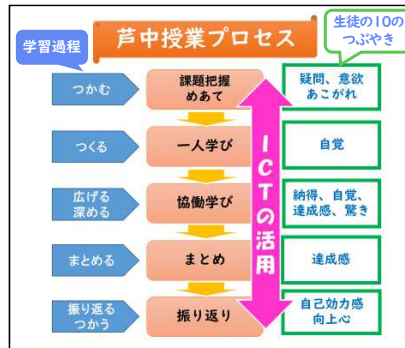 芦中授業プロセス
学習過程
生徒の10の
つぶやき
つかむ
課題把握
めあて
疑問、意欲
あこがれ
つくる
一人学び
自覚
広げる
深める
協働学び
納得、自覚、
達成感、驚き
まとめる
まとめ
達成感
振り返る
つかう
振り返り
自己効力感
向上心
ICTの活用